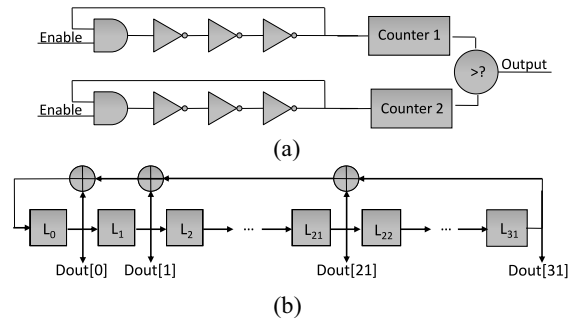 Enable
Counter 1
>?
Output
Enable
Counter 2
(a)
L0 L1 L2 ... L21 L22 ... L31
Dout[0] Dout[1] Dout[21] Dout[31]
(b)